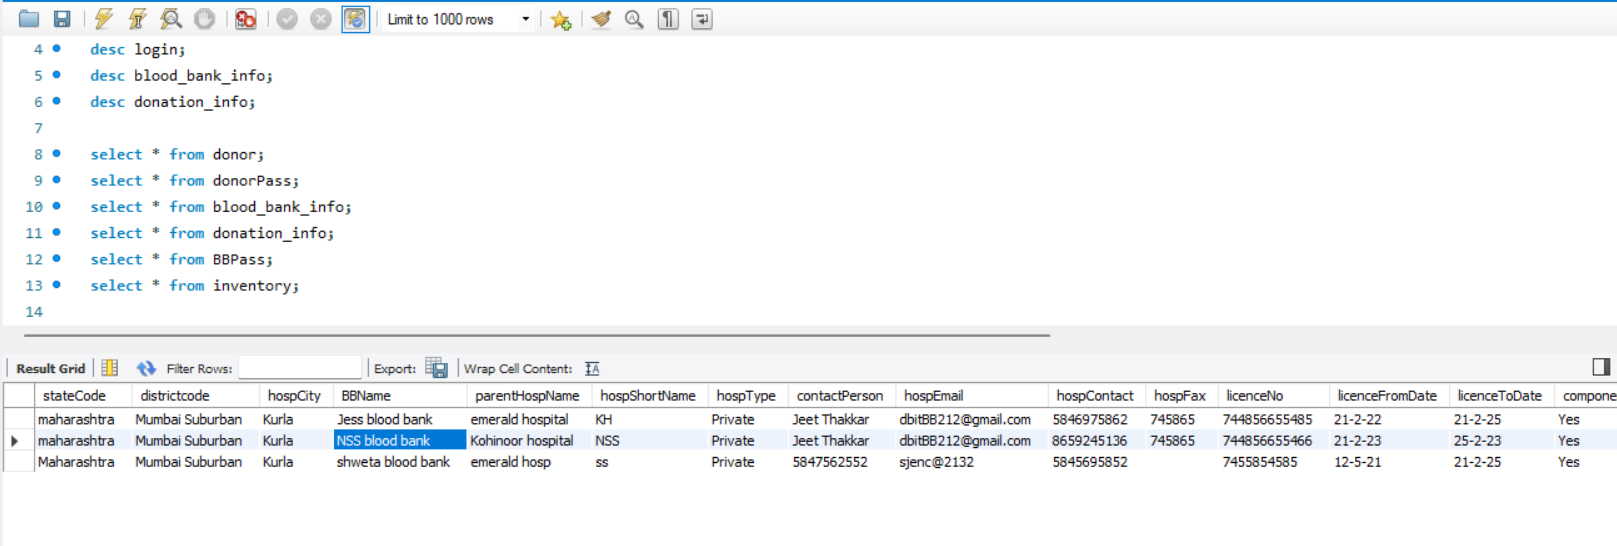 Limit to 1000 rows
4 desc login;
5 desc blood_bank_info;
6 desc donation_info;
7
8 select * from donor;
9 select * from donorPass;
10 select * from blood_bank_info;
11 select * from donation_info;
12 select * from BBPass;
13 select * from inventory;
14
Result Grid Filter Rows: Export: Wrap Cell Content:
stateCode districtcode hospCity BBName parentHospName hospShortName hospType contactPerson hospEmail hospContact hospFax licenceNo licenceFromDate licenceToDate compone
maharashtra Mumbai Suburban Kurla Jess blood bank emerald hospital KH Private Jeet Thakkar dbitBB212@gmail.com 5846975862 745865 744856655485 21-2-22 21-2-25 Yes
maharashtra Mumbai Suburban Kurla NSS blood bank Kohinoor hospital NSS Private Jeet Thakkar dbitBB212@gmail.com 8659245136 745865 744856655466 21-2-23 25-2-23 Yes
Maharashtra Mumbai Suburban Kurla shweta blood bank emerald hosp ss Private 5847562552 sjenc@2132 5845695852 7455854585 12-5-21 21-2-25 Yes